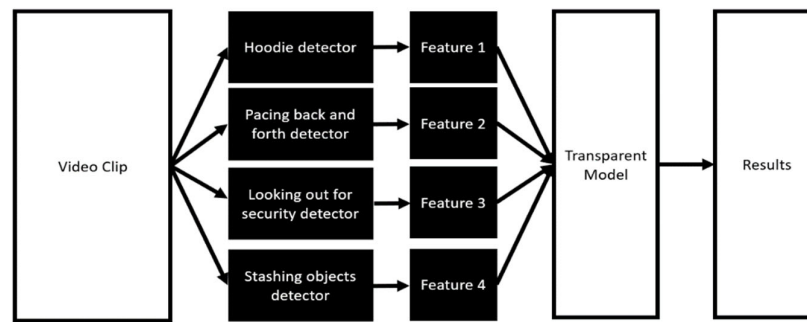 Video Clip
Hoodie detector
Feature 1
Pacing back and
forth detector
Feature 2
Looking out for
security detector
Feature 3
Stashing objects
detector
Feature 4
Transparent
Model
Results